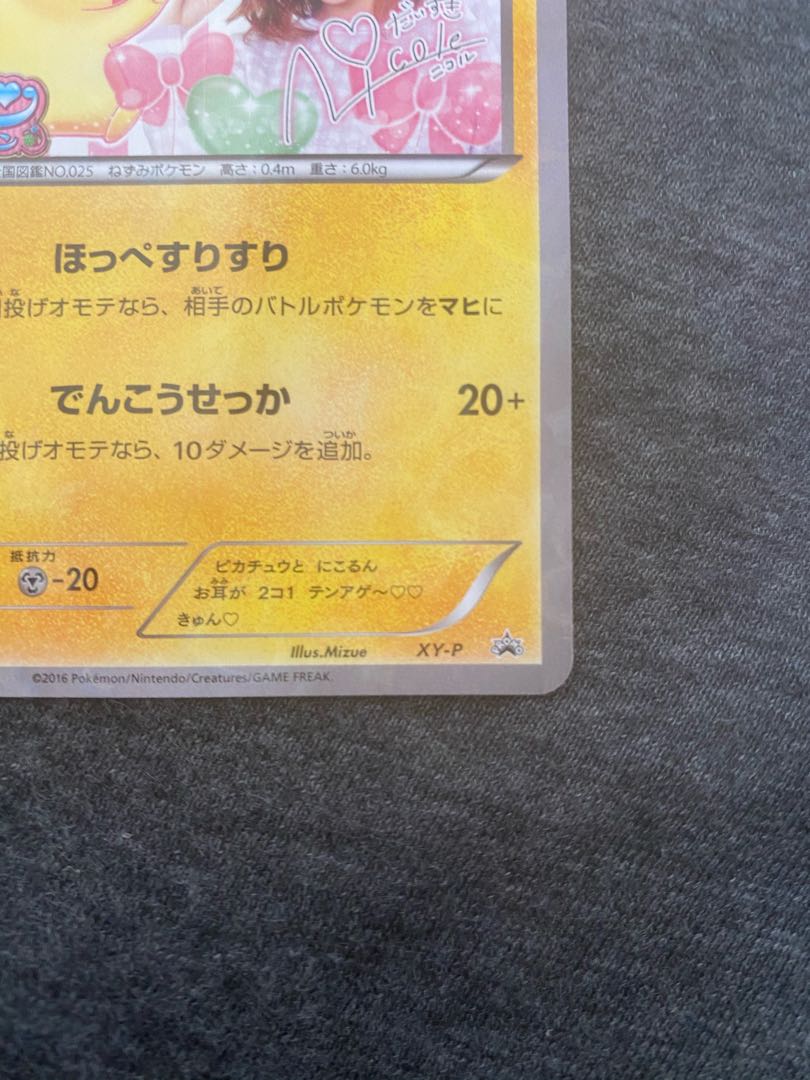 だいすき
Nicole
ニコル
国図鑑NO.025 ねずみポケモン 高さ:0.4m 重さ:6.0kg
ほっぺすりすり
投げオモテなら、相手のバトルポケモンをマヒに
でんこうせっか 20+
投げオモテなら、10ダメージを追加。
抵抗力
-20
ピカチュウと にこるん
お耳が 2コ1 テンアゲ〜♡♡
きゅん♡
Illus.Mizue XY-P
©2016 Pokémon/Nintendo/Creatures/GAME FREAK.